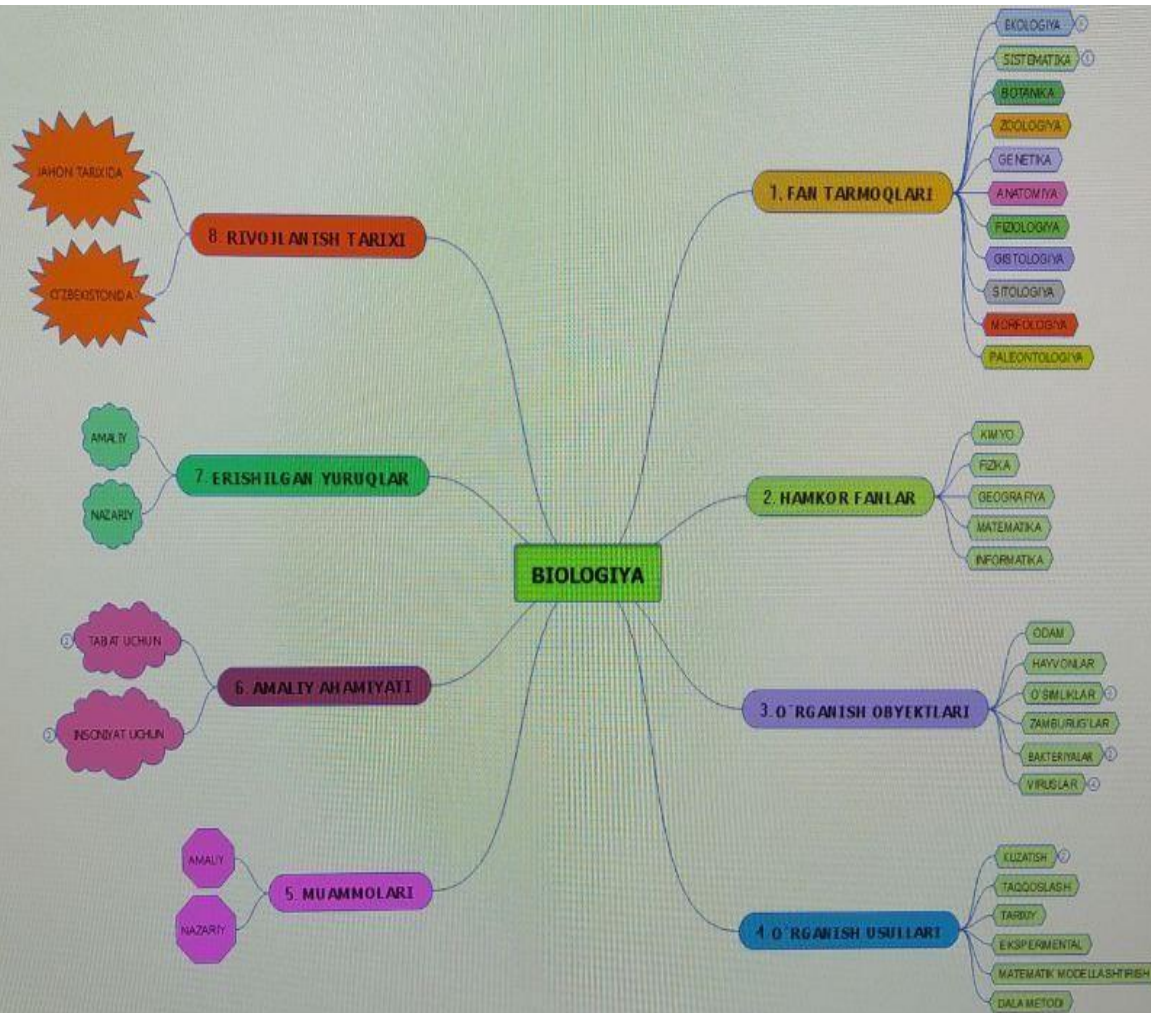 BIOLOGIYA
1. FAN TARMOQLARI
EKOLOGIYA
SISTEMATIKA
BOTANIKA
ZOOLOGIYA
GENETIKA
ANATOMIYA
FIZIOLOGIYA
GISTOLOGIYA
SITOLOGIYA
MORFOLOGIYA
PALEONTOLOGIYA
2. HAMKOR FANLAR
KIMYO
FIZIKA
GEOGRAFIYA
MATEMATIKA
INFORMATIKA
3. O`RGANISH OBYEKTLARI
ODAM
HAYVONLAR
O`SIMLIKLAR
ZAMBURUG`LAR
BAKTERIYALAR
VIRUSLAR
4 O`RGANISH USULLARI
KUZATISH
TAQQOSLASH
TARIXIY
EKSPERIMENTAL
MATEMATIK MODELLASHTIRISH
DALA METODI
5. MUAMMOLARI
AMALIY
NAZARIY
6. AMALIY AHAMIYATI
TABIAT UCHUN
INSONIYAT UCHUN
7. ERISHILGAN YURUQLAR
AMALIY
NAZARIY
8. RIVOJLANISH TARIXI
JAHON TARIXIDA
O'ZBEKISTONDA